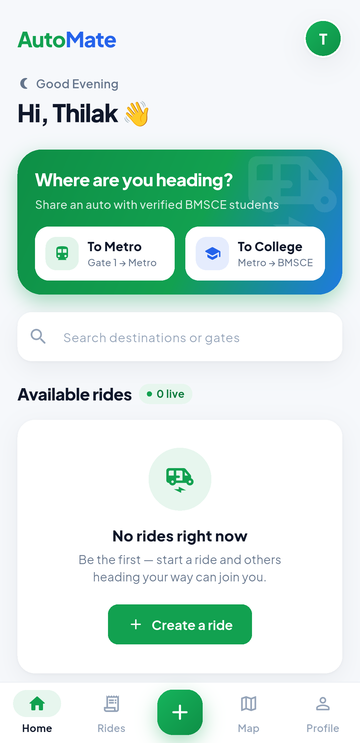 AutoMate
T
Good Evening
Hi, Thilak 👋
Where are you heading?
Share an auto with verified BMSCE students
To Metro
Gate 1 → Metro
To College
Metro → BMSCE
Search destinations or gates
Available rides
0 live
No rides right now
Be the first — start a ride and others
heading your way can join you.
+ Create a ride
Home
Rides
+
Map
Profile